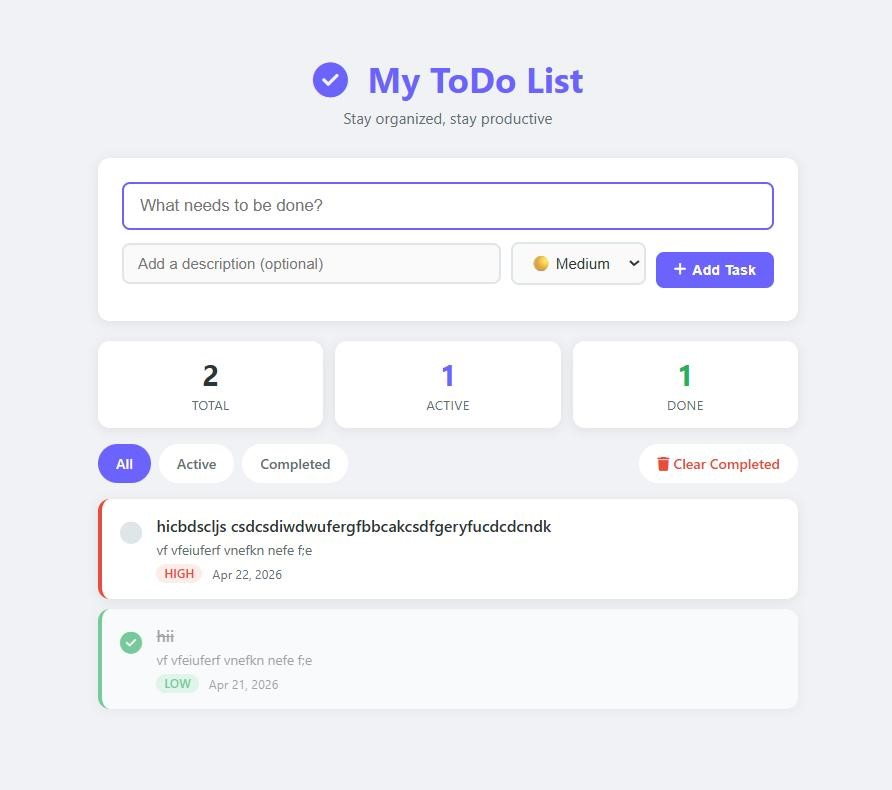 My ToDo List
Stay organized, stay productive
What needs to be done?
Add a description (optional)
Medium
+ Add Task
2
TOTAL
1
ACTIVE
1
DONE
All
Active
Completed
Clear Completed
hicbdscljs csdcsdiwdwufergfbbcakcsdfgeryfucdcdcndk
vf vfeiuferf vnefkn nefe f;e
HIGH Apr 22, 2026
hii
vf vfeiuferf vnefkn nefe f;e
LOW Apr 21, 2026